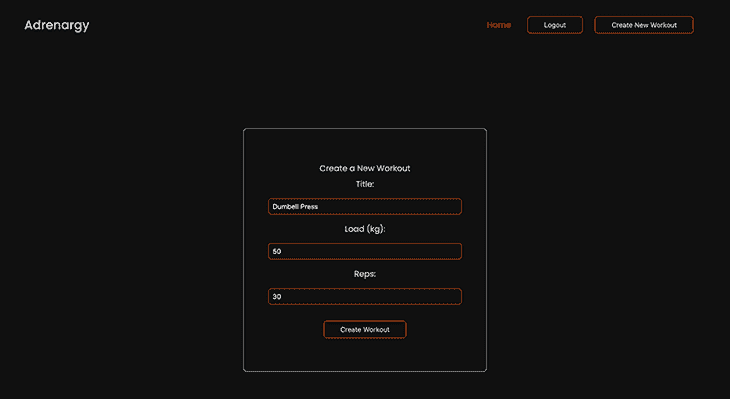 Adrenargy
Home
Logout
Create New Workout
Create a New Workout
Title:
Dumbell Press
Load (kg):
50
Reps:
30
Create Workout